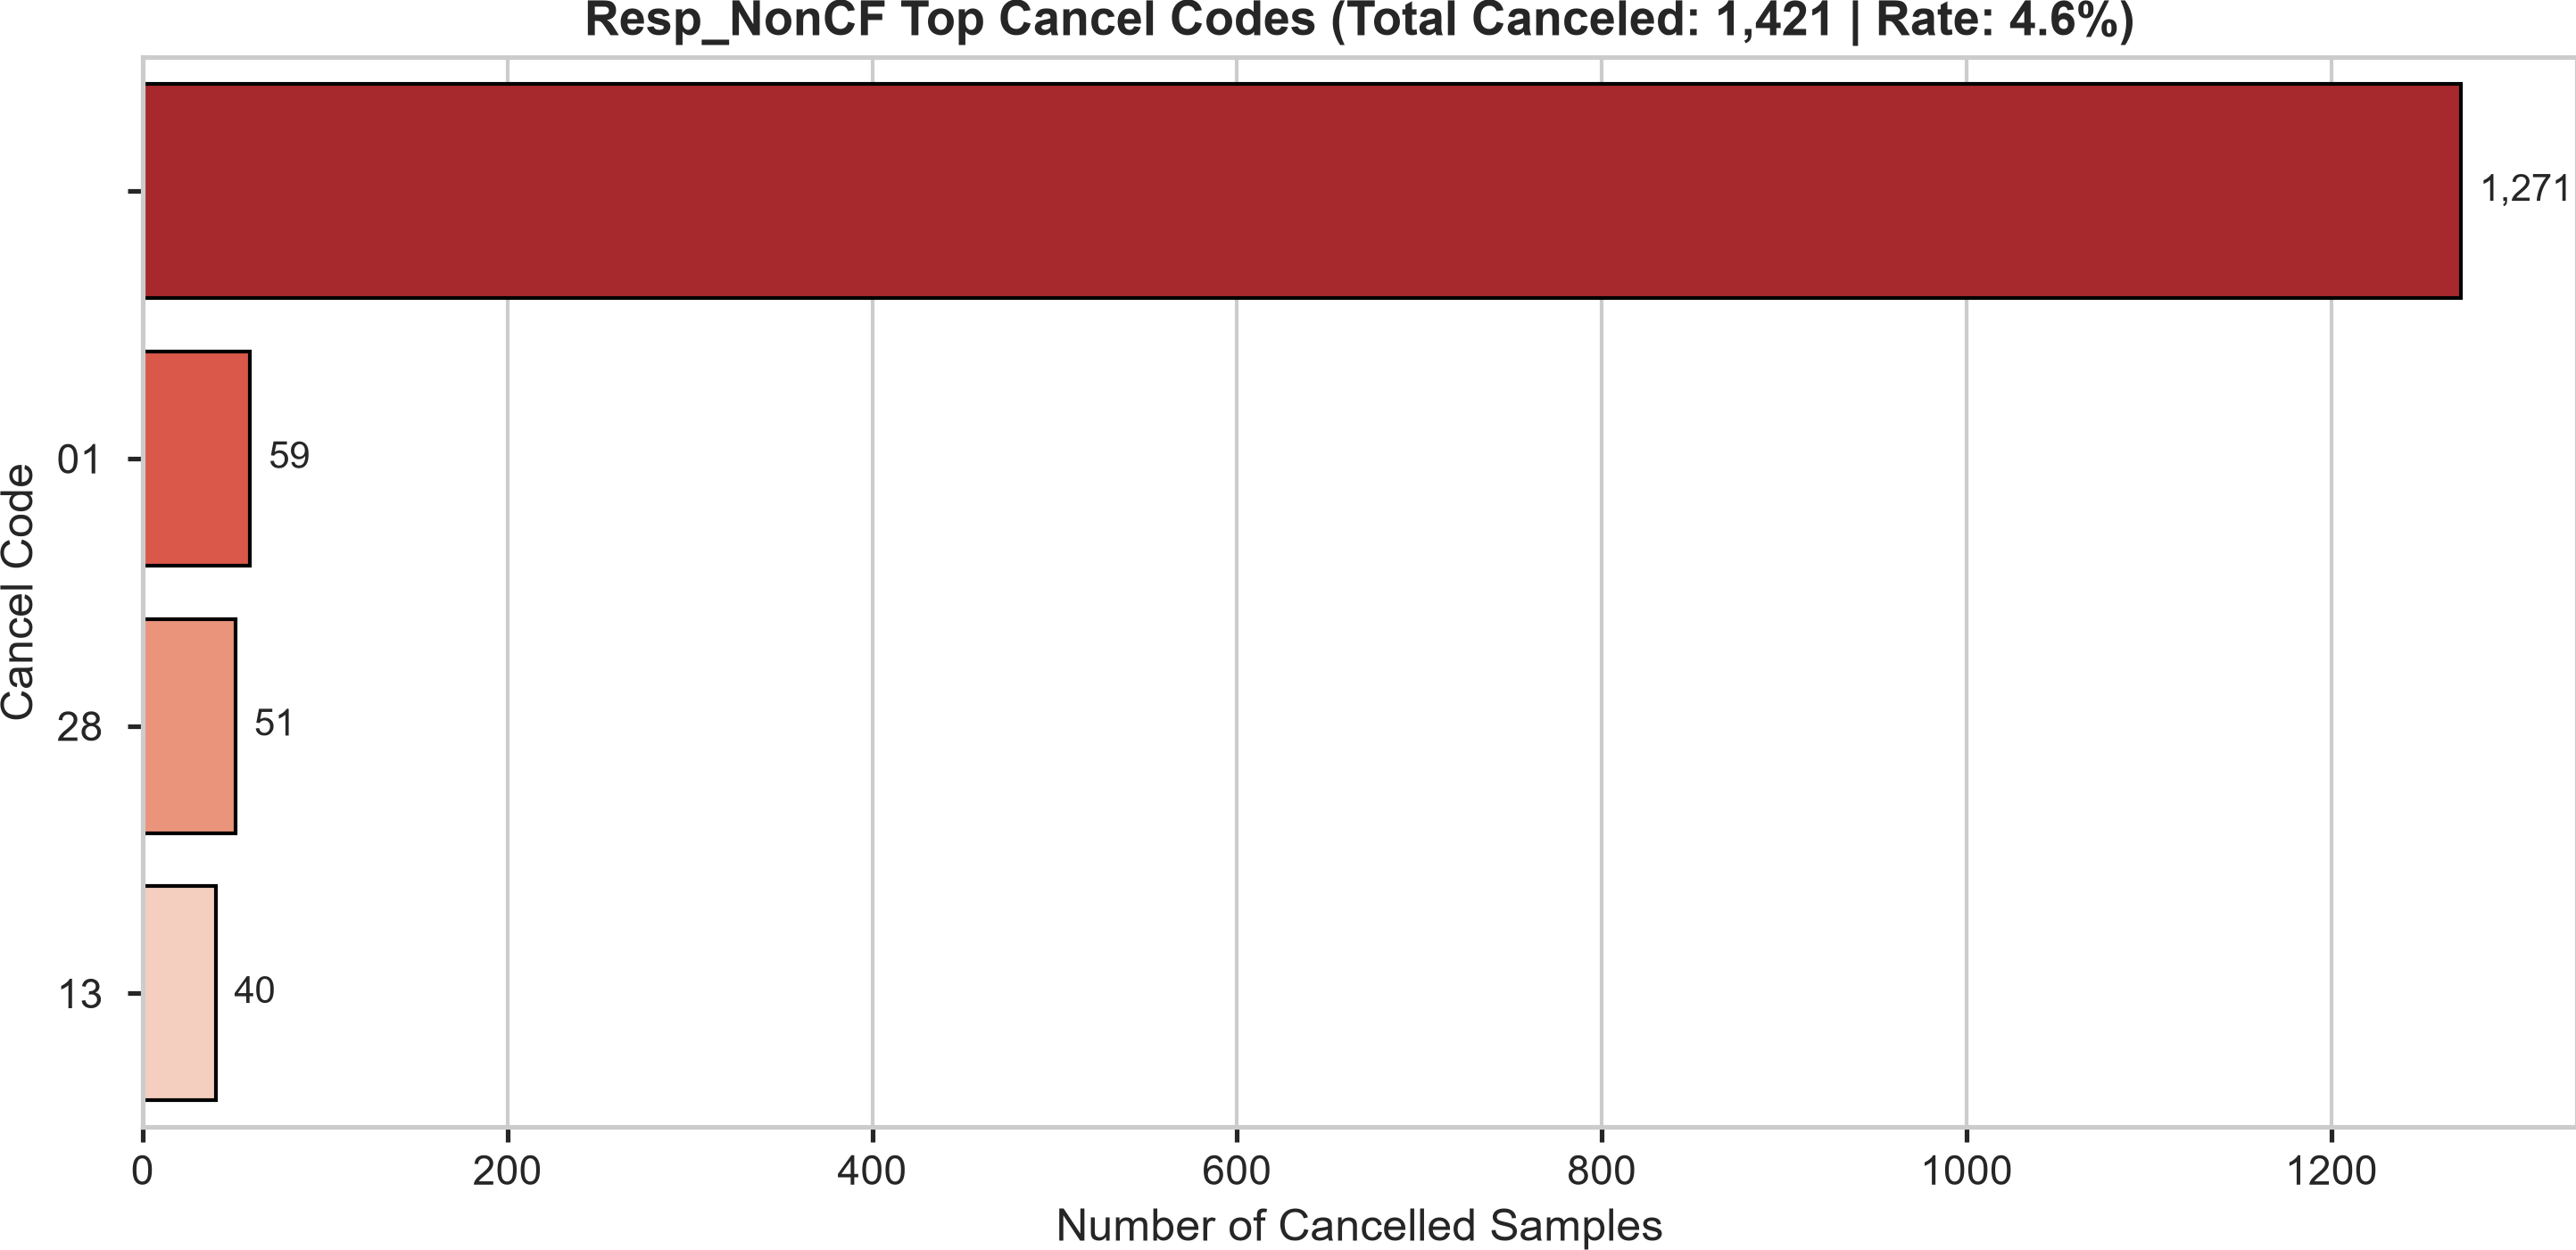 Resp_NonCF Top Cancel Codes (Total Canceled: 1,421 | Rate: 4.6%)
1,271
01
59
Cancel Code
28
51
13
40
0 200 400 600 800 1000 1200
Number of Cancelled Samples